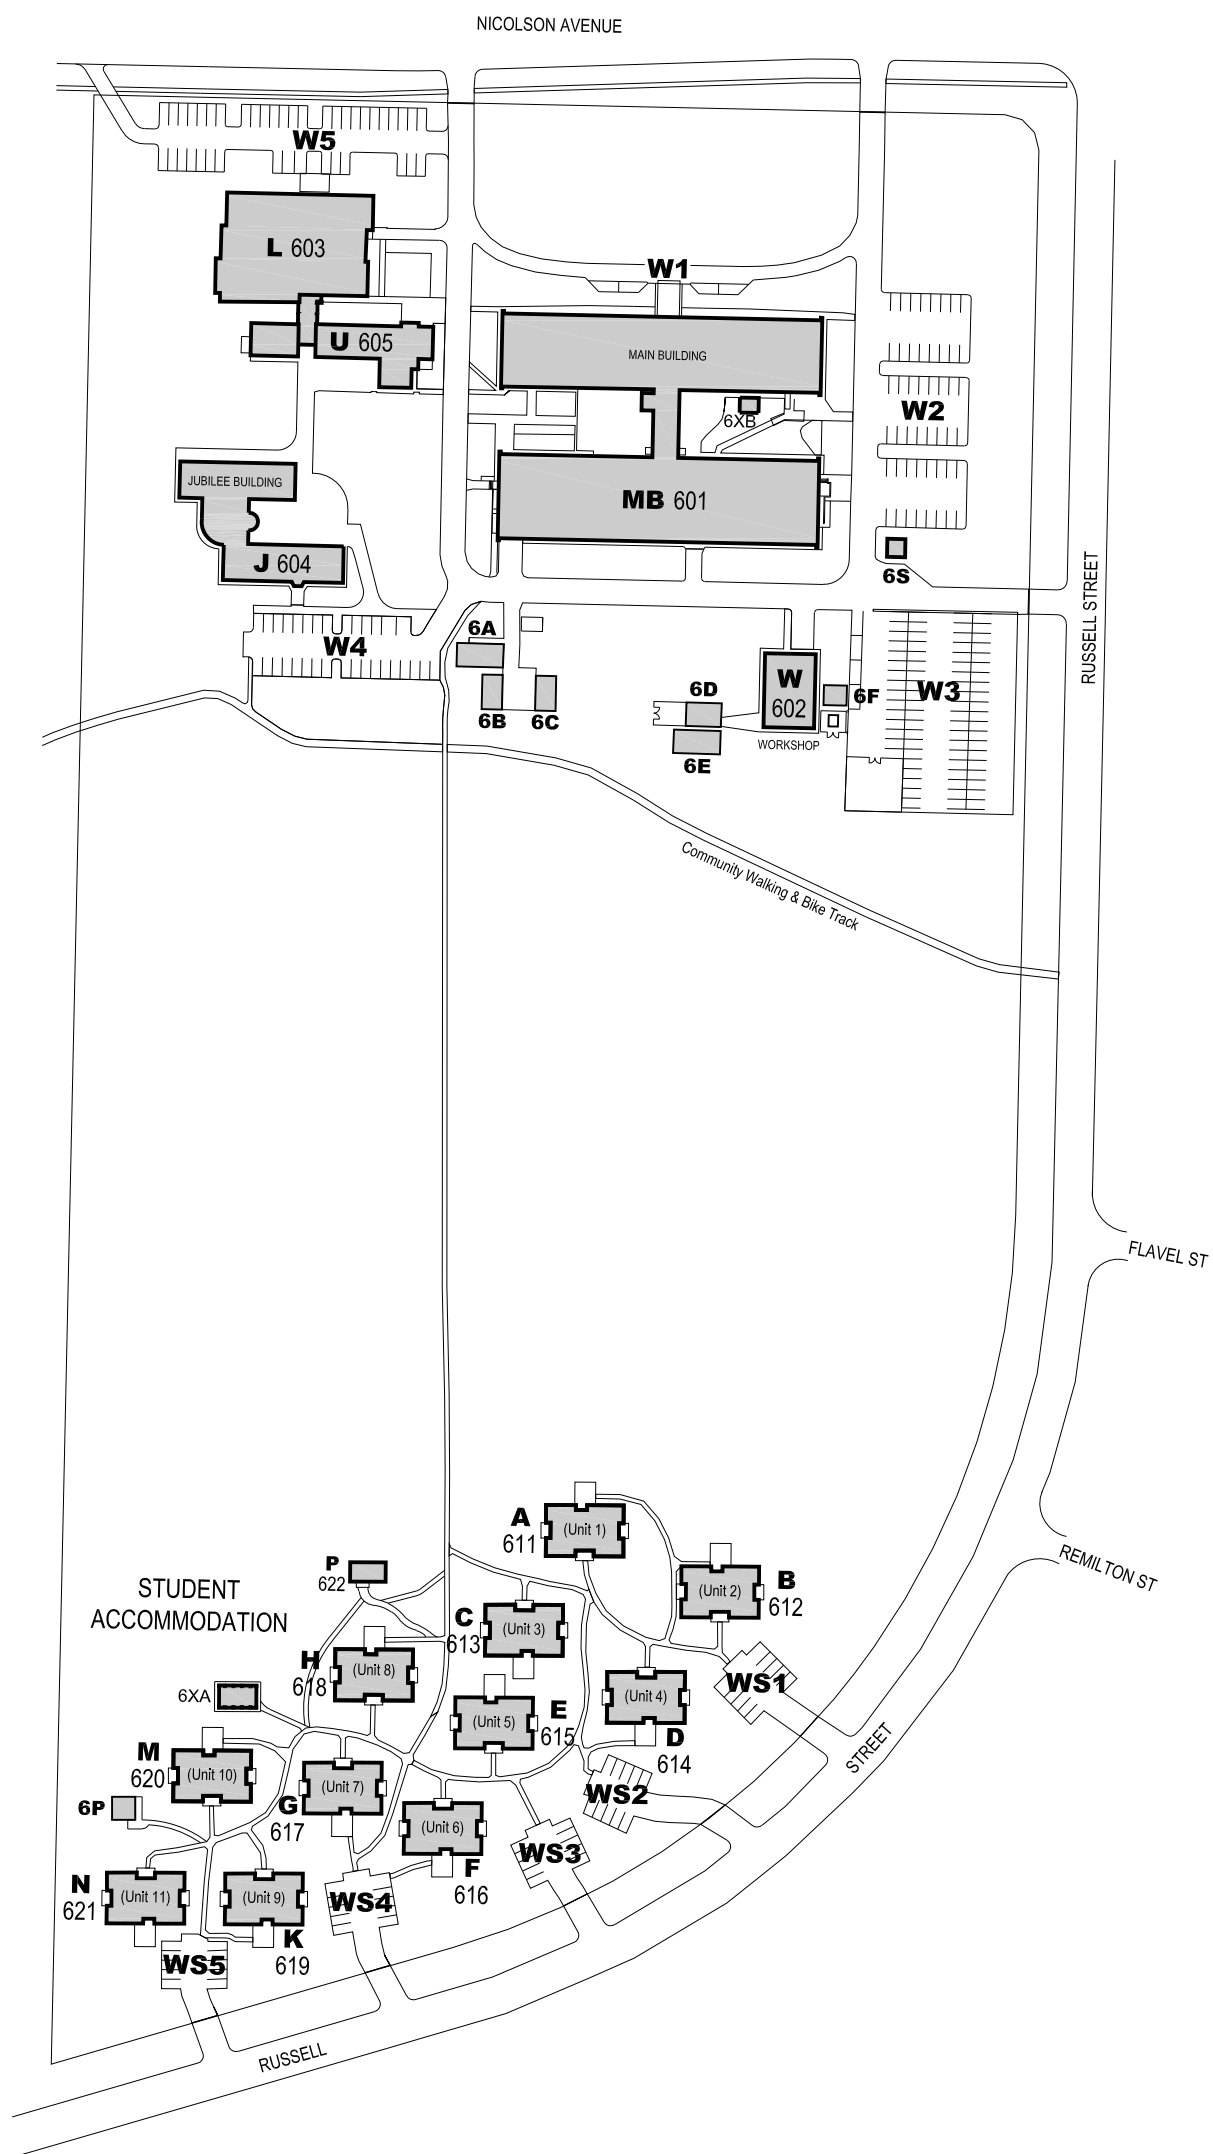 NICOLSON AVENUE
W5
L 603
W1
U 605
MAIN BUILDING
W2
6XB
JUBILEE BUILDING
MB 601
J 604
6S
RUSSELL STREET
6A
W4
W
602
6D
6F
W3
6B
6C
WORKSHOP
6E
Community Walking & Bike Track
FLAVEL ST
REMILTON ST
A
611
(Unit 1)
P
622
B
612
(Unit 2)
STUDENT
ACCOMMODATION
C
613
(Unit 3)
H
618
(Unit 8)
WS1
6XA
(Unit 4)
E
615
(Unit 5)
D
614
STREET
M
620
(Unit 10)
(Unit 7)
G
617
WS2
6P
(Unit 6)
WS3
F
616
N
621
(Unit 11)
(Unit 9)
WS4
K
619
WS5
RUSSELL